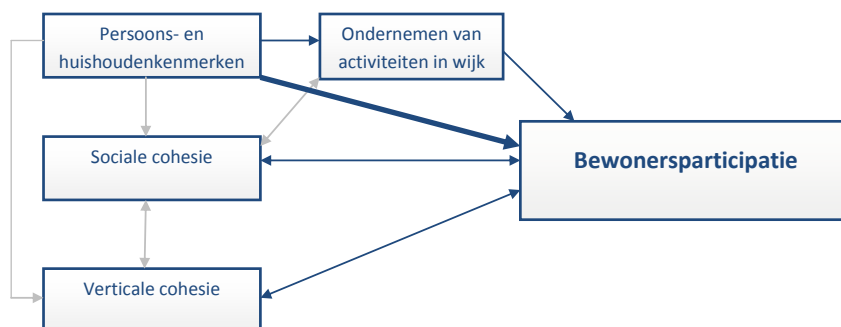 Persoons- en
huishoudenkenmerken
Ondernemen van
activiteiten in wijk
Sociale cohesie
Bewonersparticipatie
Verticale cohesie